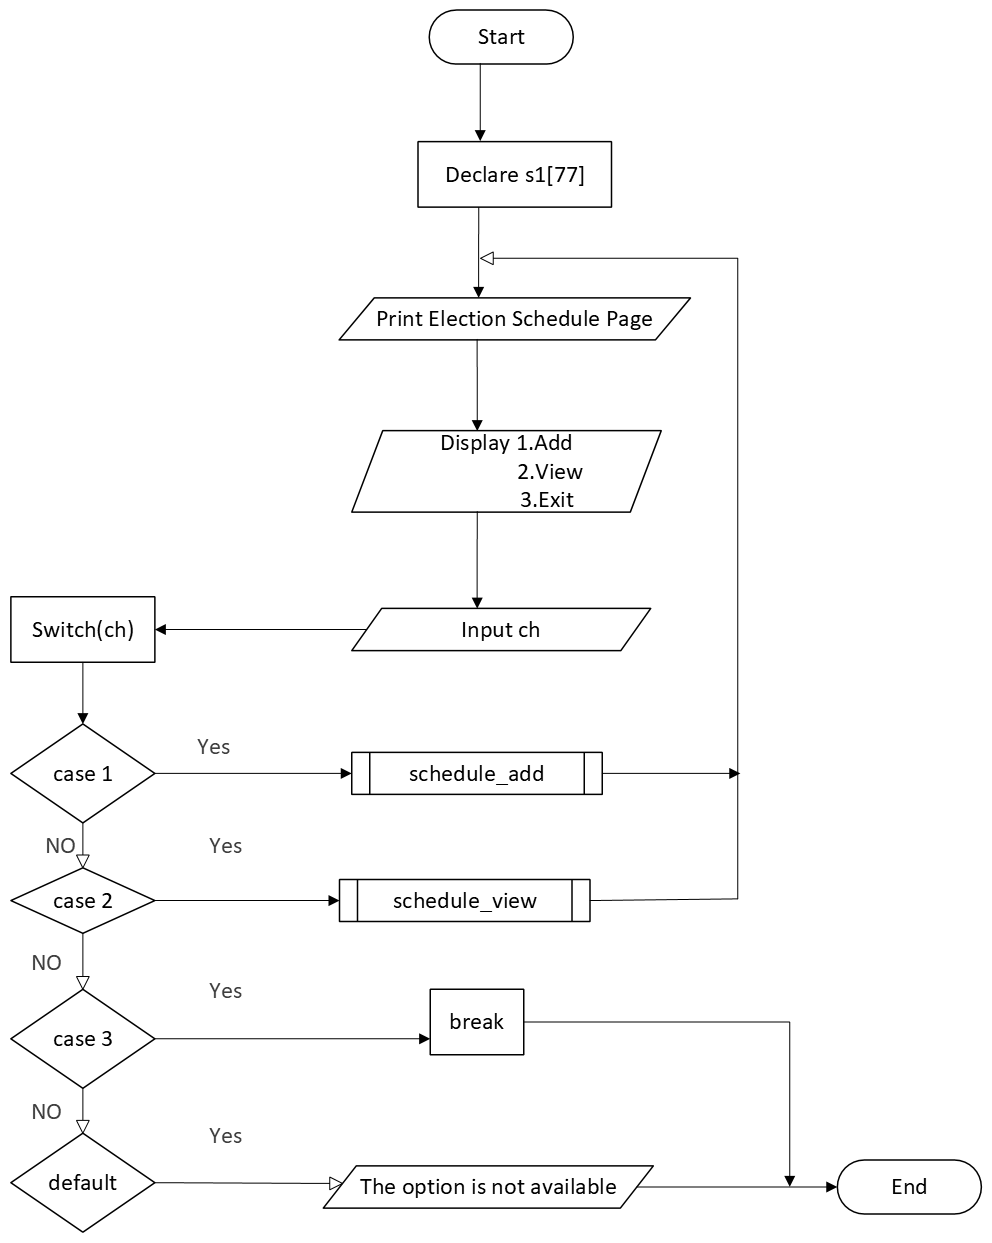 Start
Declare s1[77]
Print Election Schedule Page
Display 1.Add
2.View
3.Exit
Input ch
Switch(ch)
case 1
Yes
schedule_add
NO
Yes
case 2
schedule_view
NO
Yes
case 3
break
NO
Yes
default
The option is not available
End